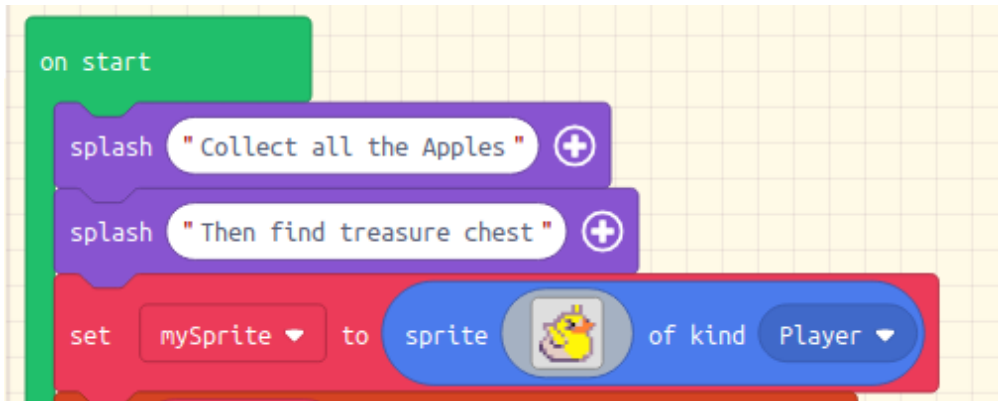 on start
splash "Collect all the Apples"
splash "Then find treasure chest"
set mySprite to sprite of kind Player